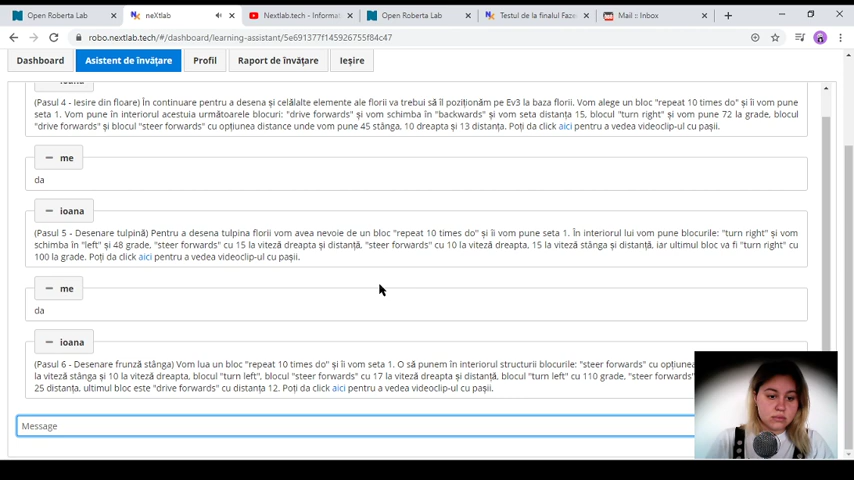 Open Roberta Lab
neXtlab
Nextlab.tech - Informati
Open Roberta Lab
Testul de la finalul Faze
Mail :: Inbox
robo.nextlab.tech/#/dashboard/learning-assistant/5e691377f145926755f84c47
Dashboard
Asistent de învățare
Profil
Raport de învățare
Ieșire
(Pasul 4 - Iesire din floare) În continuare pentru a desena și celălalte elemente ale florii va trebui să îl poziționăm pe Ev3 la baza florii. Vom alege un bloc "repeat 10 times do" și îi vom pune
seta 1. Vom pune în interiorul acestuia următoarele blocuri: "drive forwards" și vom schimba în "backwards" și vom seta distanța 15, blocul "turn right" și vom pune 72 la grade, blocul
"drive forwards" și blocul "steer forwards" cu opțiunea distance unde vom pune 45 stânga, 10 dreapta și 13 distanța. Poți da click aici pentru a vedea videoclip-ul cu pașii.
me
da
ioana
(Pasul 5 - Desenare tulpină) Pentru a desena tulpina florii vom avea nevoie de un bloc "repeat 10 times do" și îi vom pune seta 1. În interiorul lui vom pune blocurile: "turn right" și vom
schimba în "left" și 48 grade, "steer forwards" cu 15 la viteză dreapta și distanță, "steer forwards" cu 10 la viteză dreapta, 15 la viteză stânga și distanță, iar ultimul bloc va fi "turn right" cu
100 la grade. Poți da click aici pentru a vedea videoclip-ul cu pașii.
me
da
ioana
(Pasul 6 - Desenare frunză stânga) Vom lua un bloc "repeat 10 times do" și îi vom pune seta 1. O să punem în interiorul structurii blocurile: "steer forwards" cu opțiunea
la viteză stânga și 10 la viteză dreapta, blocul "turn left", blocul "steer forwards" cu 17 la viteză dreapta și distanță, blocul "turn left" cu 110 grade, "steer forwards"
25 distanța, ultimul bloc este "drive forwards" cu distanța 12. Poți da click aici pentru a vedea videoclip-ul cu pașii.
Message